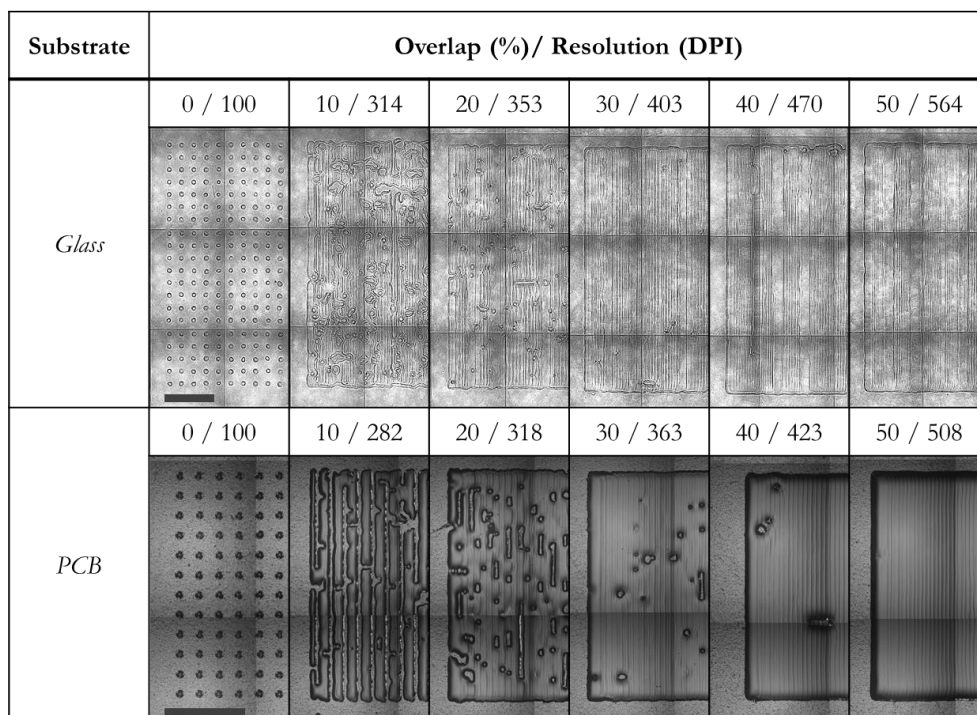 Substrate
Overlap (%)/ Resolution (DPI)
0 / 100
10 / 314
20 / 353
30 / 403
40 / 470
50 / 564
Glass
0 / 100
10 / 282
20 / 318
30 / 363
40 / 423
50 / 508
PCB